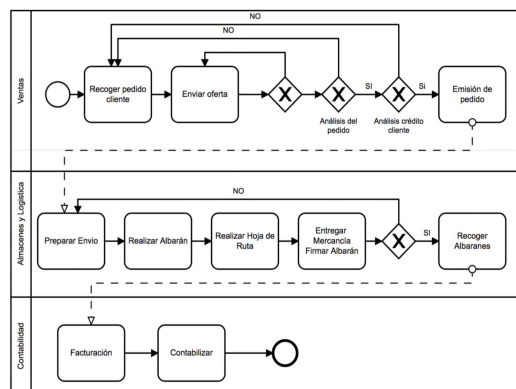 Ventas
NO
NO
Recoger pedido
cliente
Enviar oferta
X
X
Análisis del
pedido
SI
X
Análisis crédito
cliente
Si
Emisión de
pedido
Almacenes y Logística
NO
Preparar Envio
Realizar Albarán
Realizar Hoja de
Ruta
Entregar
Mercancía
Firmar Albarán
X
SI
Recoger
Albaranes
Contabilidad
Facturación
Contabilizar